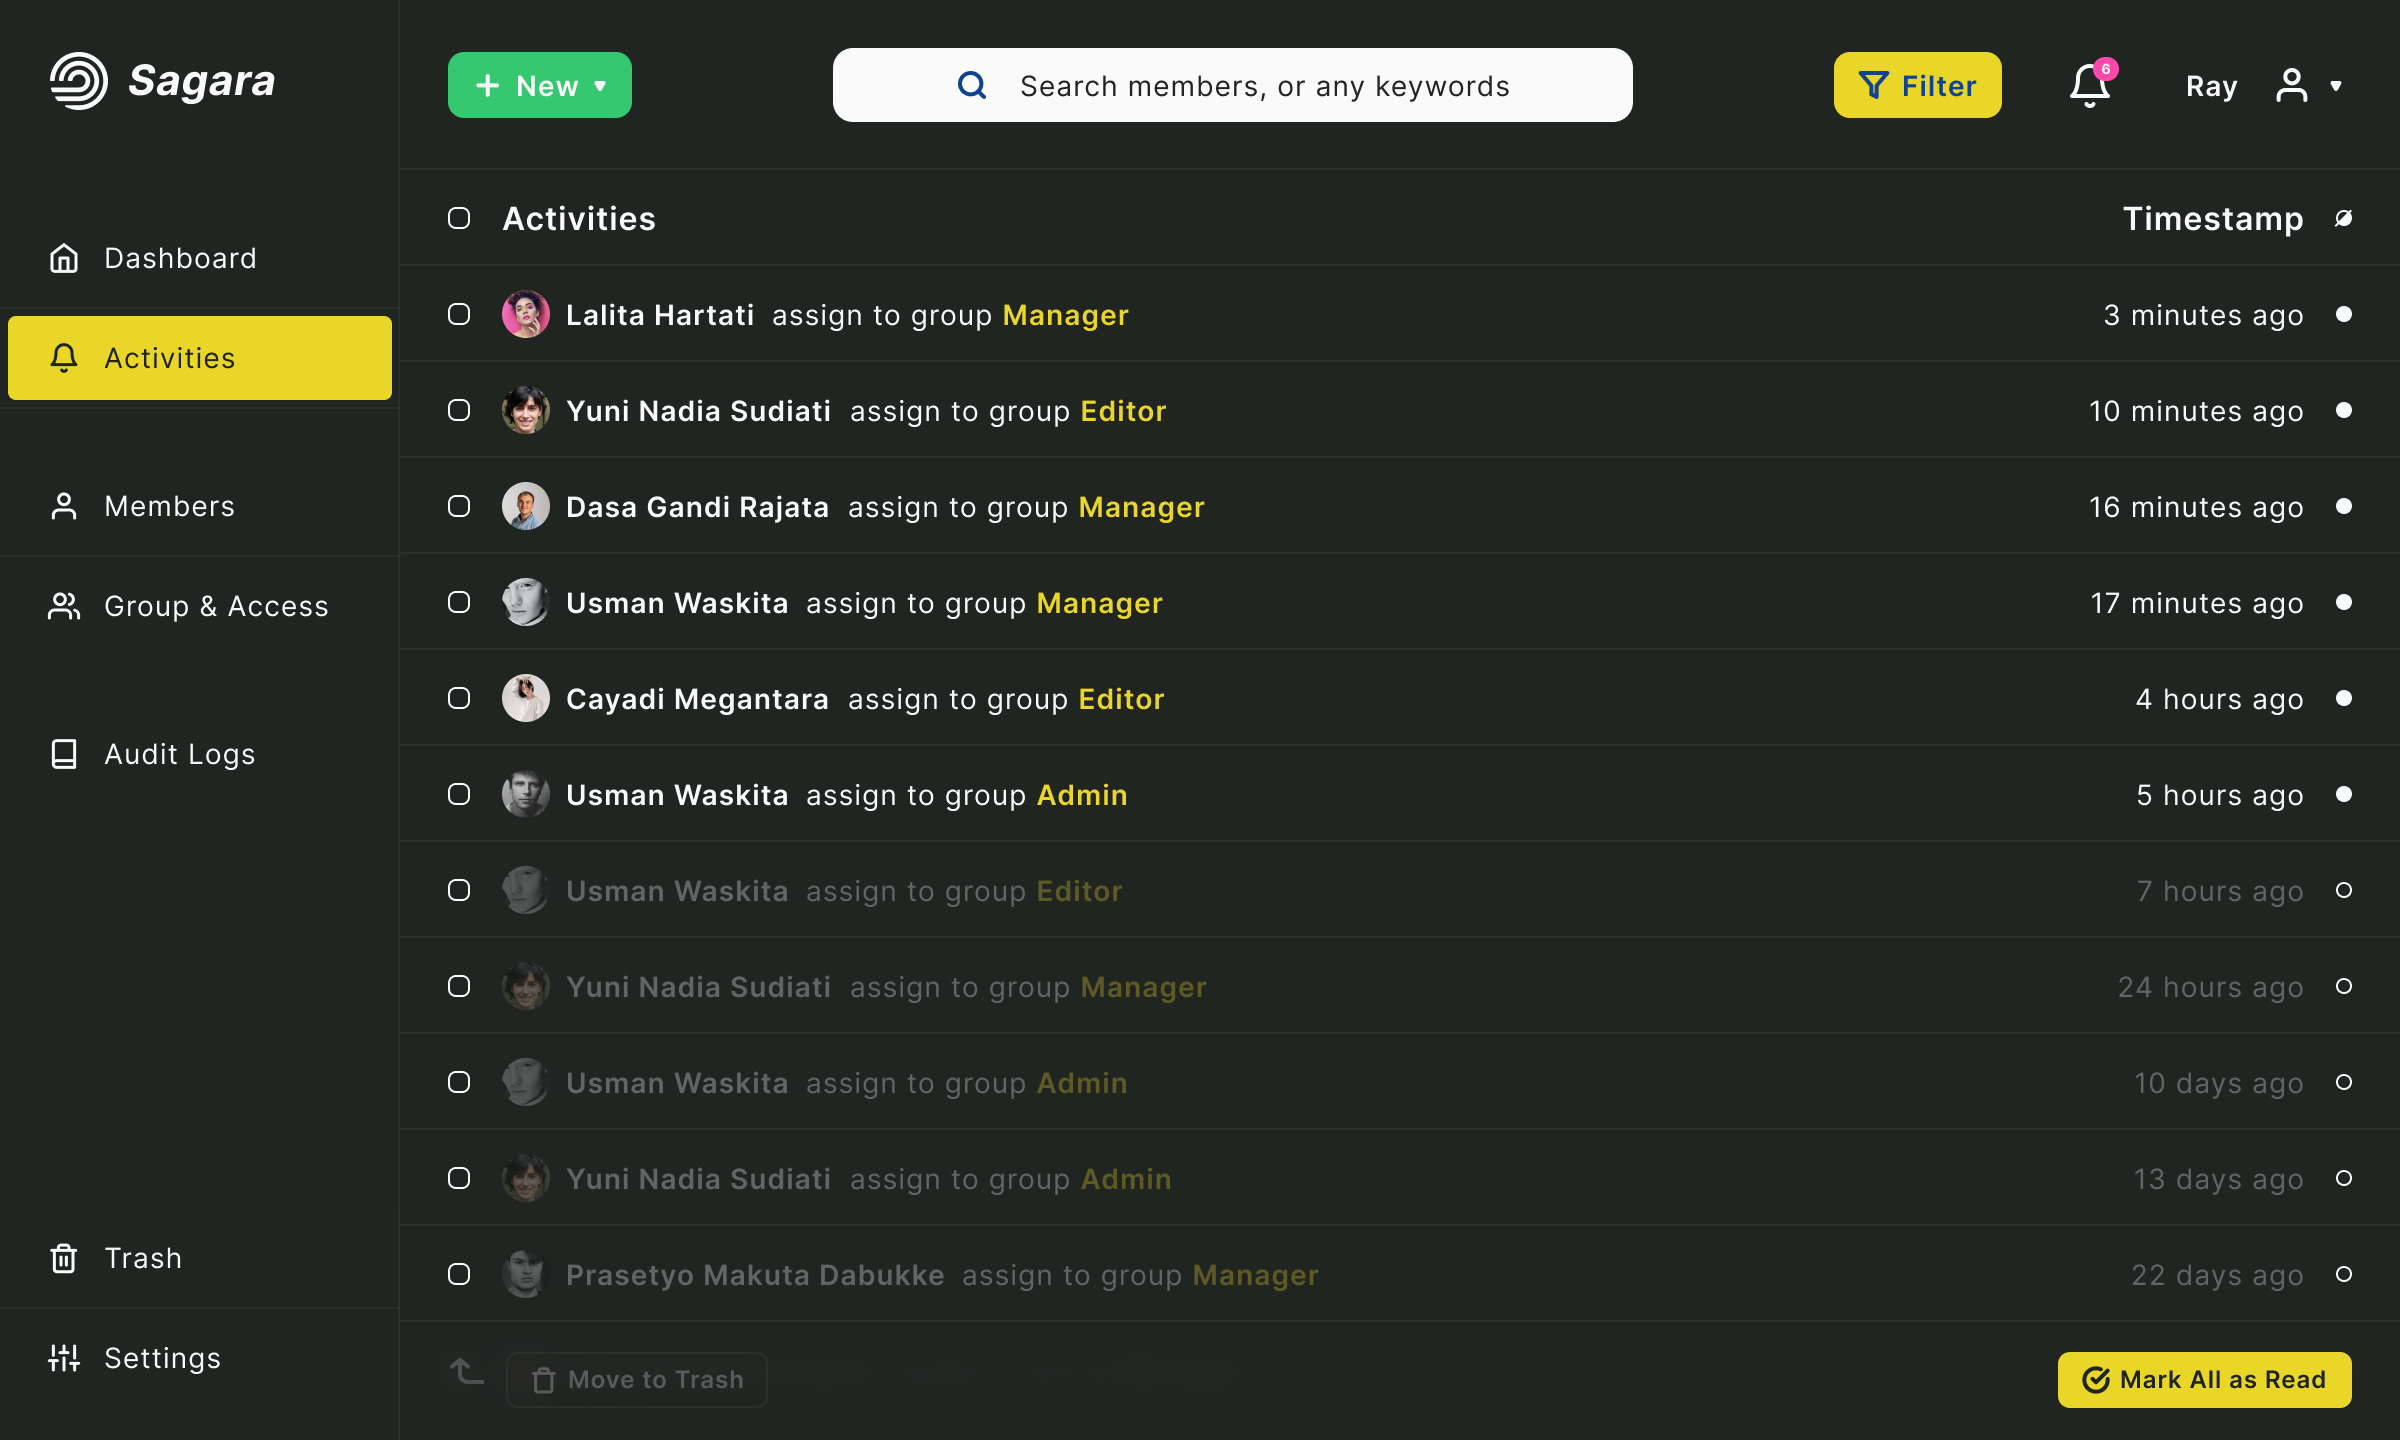 Sagara
New
Search members, or any keywords
Filter
6
Ray
Dashboard
Activities
Members
Group & Access
Audit Logs
Trash
Settings
Activities Timestamp
Lalita Hartati assign to group Manager 3 minutes ago
Yuni Nadia Sudiati assign to group Editor 10 minutes ago
Dasa Gandi Rajata assign to group Manager 16 minutes ago
Usman Waskita assign to group Manager 17 minutes ago
Cayadi Megantara assign to group Editor 4 hours ago
Usman Waskita assign to group Admin 5 hours ago
Usman Waskita assign to group Editor 7 hours ago
Yuni Nadia Sudiati assign to group Manager 24 hours ago
Usman Waskita assign to group Admin 10 days ago
Yuni Nadia Sudiati assign to group Admin 13 days ago
Prasetyo Makuta Dabukke assign to group Manager 22 days ago
Move to Trash
Mark All as Read